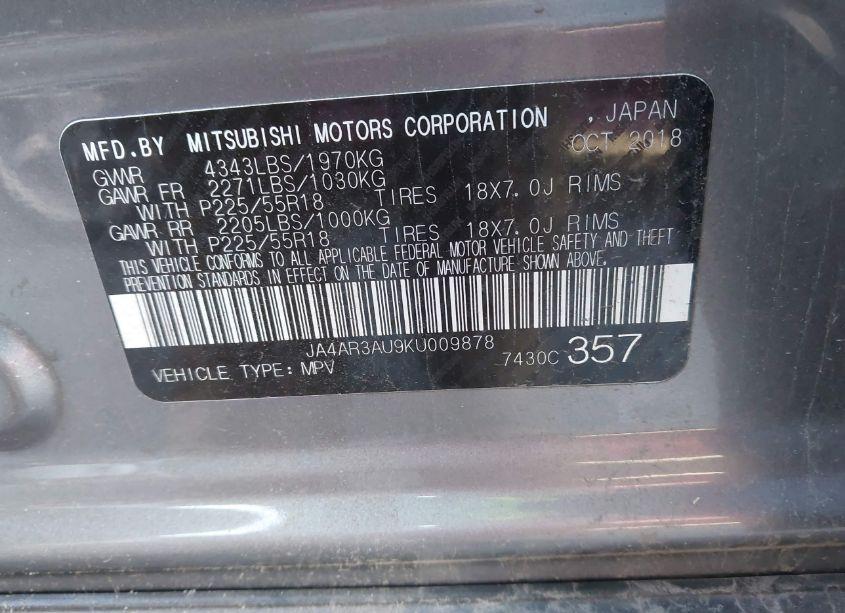 MFD.BY MITSUBISHI MOTORS CORPORATION , JAPAN
GVWR 4343LBS/1970KG OCT 2018
GAWR FR 2271LBS/1030KG
WITH P225/55R18 TIRES 18X7.0J RIMS
GAWR RR 2205LBS/1000KG
WITH P225/55R18 TIRES 18X7.0J RIMS
THIS VEHICLE CONFORMS TO ALL APPLICABLE FEDERAL MOTOR VEHICLE SAFETY AND THEFT
PREVENTION STANDARDS IN EFFECT ON THE DATE OF MANUFACTURE SHOWN ABOVE.
JA4AR3AU9KU009878
VEHICLE TYPE: MPV 7430C 357